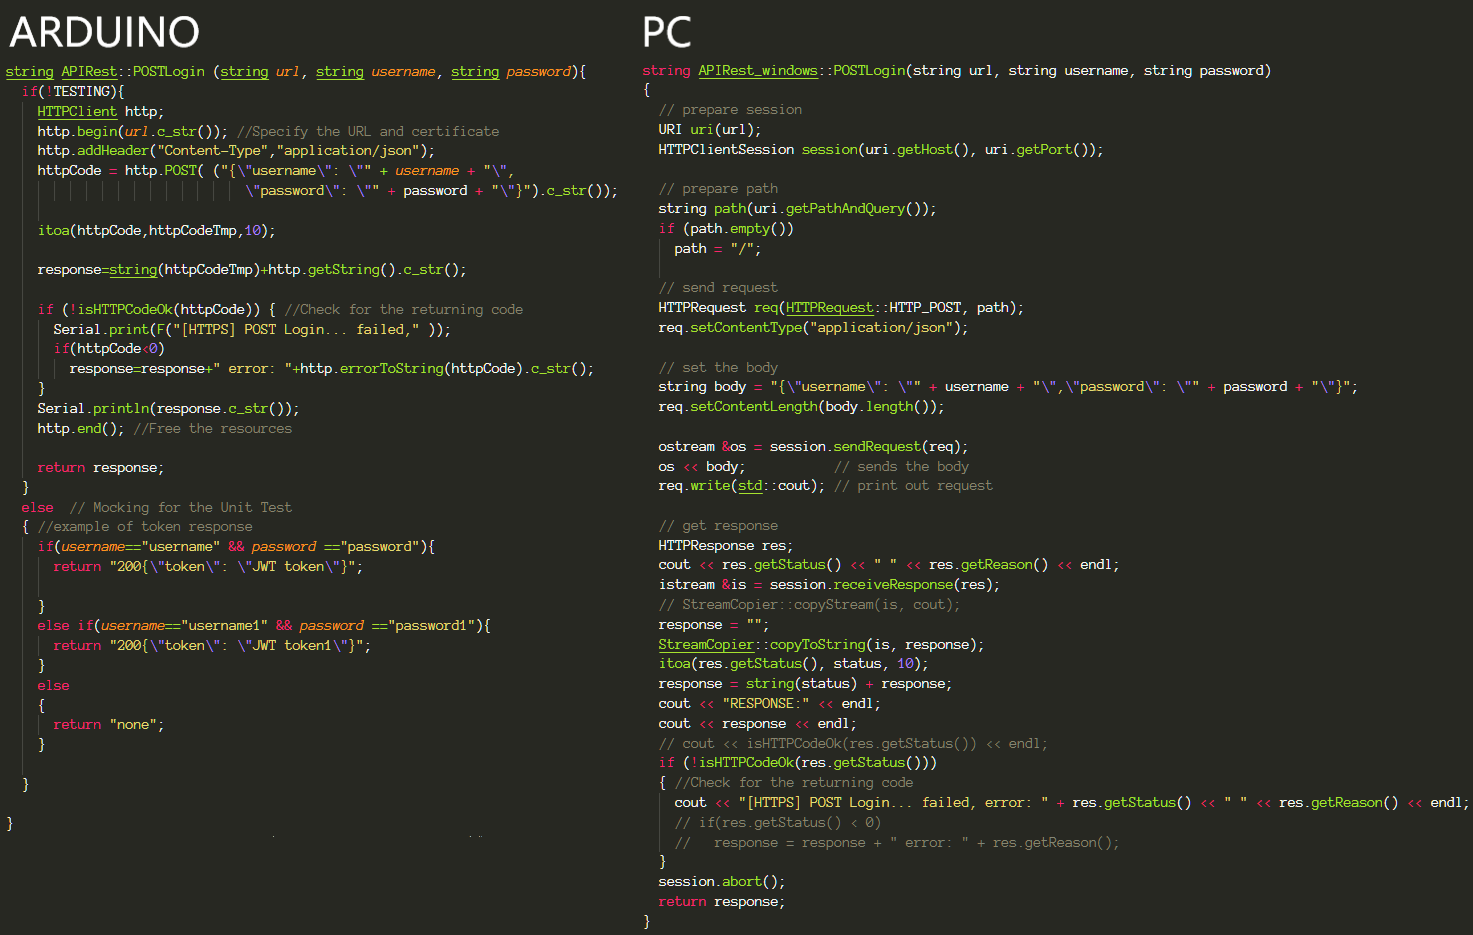 ARDUINO
string APIRest::POSTLogin (string url, string username, string password){
if(!TESTING){
HTTPClient http;
http.begin(url.c_str()); //Specify the URL and certificate
http.addHeader("Content-Type","application/json");
httpCode = http.POST( ("{\"username\": \"" + username + "\",
\"password\": \"" + password + "\"}").c_str());
itoa(httpCode,httpCodeTmp,10);
response=string(httpCodeTmp)+http.getString().c_str();
if (!isHTTPCodeOk(httpCode)) { //Check for the returning code
Serial.print(F("[HTTPS] POST Login... failed," ));
if(httpCode<0)
response=response+" error: "+http.errorToString(httpCode).c_str();
}
Serial.println(response.c_str());
http.end(); //Free the resources
return response;
}
else  // Mocking for the Unit Test
{ //example of token response
if(username=="username" && password =="password"){
return "200{\"token\": \"JWT token\"}";
}
else if(username=="username1" && password =="password1"){
return "200{\"token\": \"JWT token1\"}";
}
else
{
return "none";
}
}
}
PC
string APIRest_windows::POSTLogin(string url, string username, string password)
{
// prepare session
URI uri(url);
HTTPClientSession session(uri.getHost(), uri.getPort());
// prepare path
string path(uri.getPathAndQuery());
if (path.empty())
path = "/";
// send request
HTTPRequest req(HTTPRequest::HTTP_POST, path);
req.setContentType("application/json");
// set the body
string body = "{\"username\": \"" + username + "\",\"password\": \"" + password + "\"}";
req.setContentLength(body.length());
ostream &os = session.sendRequest(req);
os << body;           // sends the body
req.write(std::cout); // print out request
// get response
HTTPResponse res;
cout << res.getStatus() << " " << res.getReason() << endl;
istream &is = session.receiveResponse(res);
// StreamCopier::copyStream(is, cout);
response = "";
StreamCopier::copyToString(is, response);
itoa(res.getStatus(), status, 10);
response = string(status) + response;
cout << "RESPONSE:" << endl;
cout << response << endl;
// cout << isHTTPCodeOk(res.getStatus()) << endl;
if (!isHTTPCodeOk(res.getStatus()))
{ //Check for the returning code
cout << "[HTTPS] POST Login... failed, error: " + res.getStatus() << " " << res.getReason() << endl;
// if(res.getStatus() < 0)
//   response = response + " error: " + res.getReason();
}
session.abort();
return response;
}